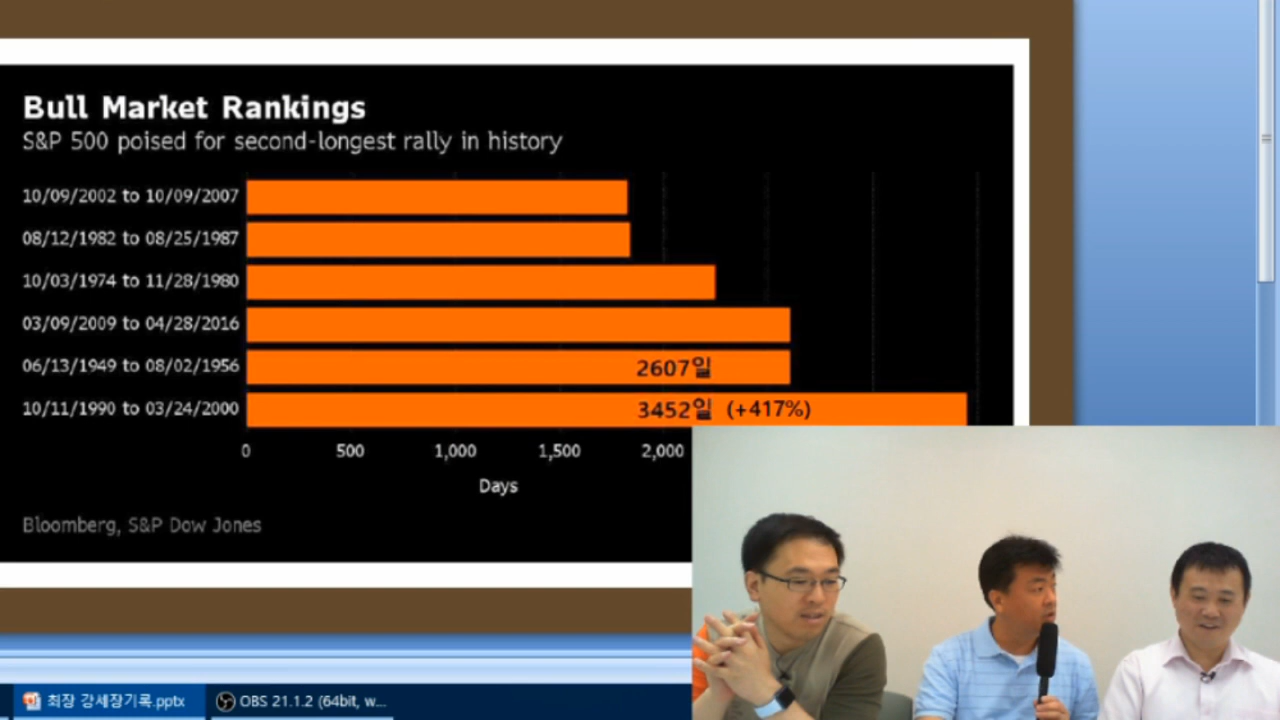 Bull Market Rankings
S&P 500 poised for second-longest rally in history
10/09/2002 to 10/09/2007
08/12/1982 to 08/25/1987
10/03/1974 to 11/28/1980
03/09/2009 to 04/28/2016
06/13/1949 to 08/02/1956 2607일
10/11/1990 to 03/24/2000 3452일 (+417%)
0 500 1,000 1,500 2,000
Days
Bloomberg, S&P Dow Jones
최장 강세장기록.pptx OBS 21.1.2 (64bit, w...